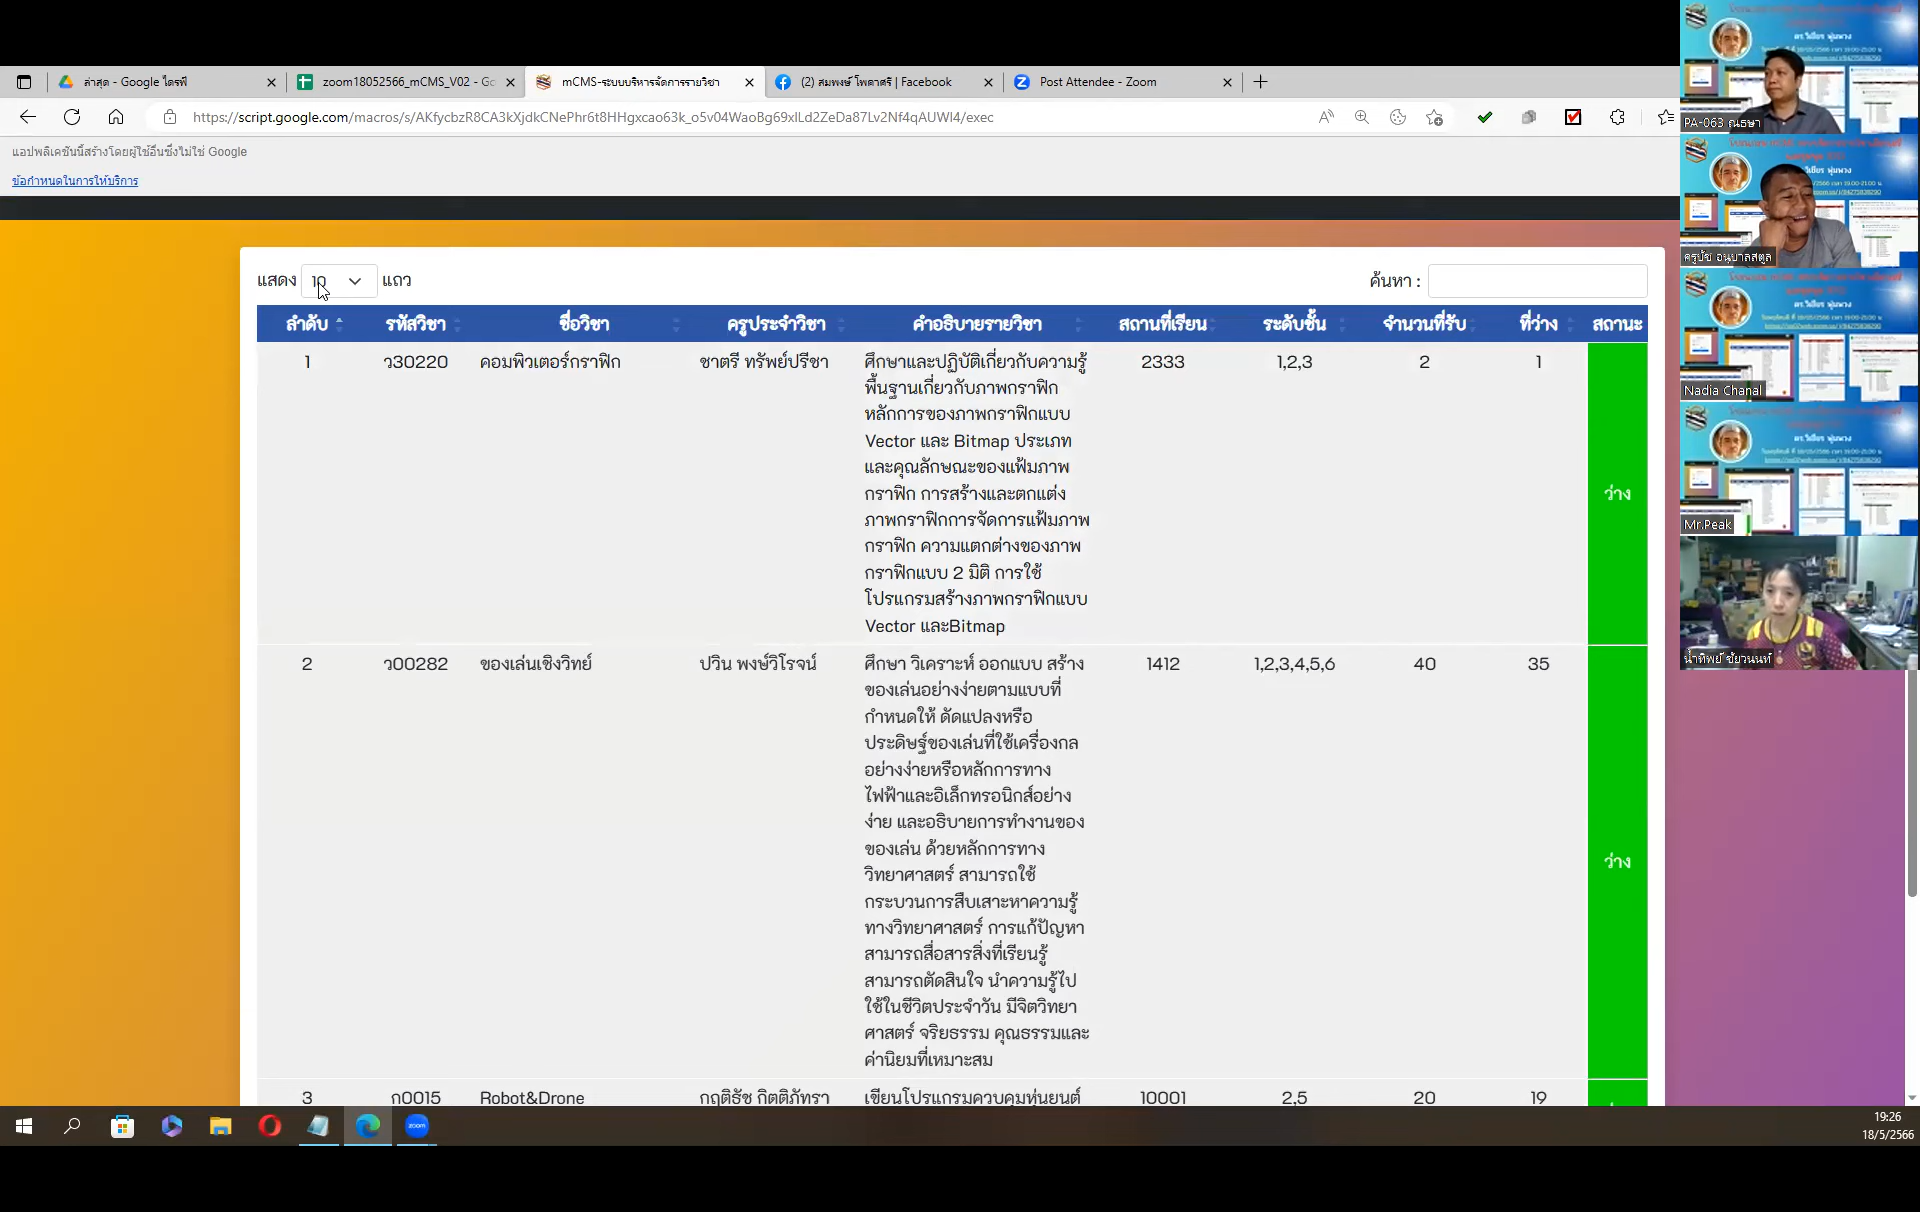 ล่าสุด - Google ไดรฟ์
zoom18052566_mCMS_V02 - Go
mCMS-ระบบบริหารจัดการรายวิชา
(2) สมพงษ์ โพดาศรี | Facebook
Post Attendee - Zoom
https://script.google.com/macros/s/AKfycbzR8CA3kXjdkCNePhr6t8HHgxcao63k_o5v04WaoBg69xlLd2ZeDa87Lv2Nf4qAUWI4/exec
แอปพลิเคชันนี้สร้างโดยผู้ใช้อื่นซึ่งไม่ใช่ Google
ข้อกำหนดในการให้บริการ
แสดง 10 แถว
ค้นหา :
ลำดับ รหัสวิชา ชื่อวิชา ครูประจำวิชา คำอธิบายรายวิชา สถานที่เรียน ระดับชั้น จำนวนที่รับ ที่ว่าง สถานะ
1 ว30220 คอมพิวเตอร์กราฟิก ชาตรี ทรัพย์ปรีชา ศึกษาและปฏิบัติเกี่ยวกับความรู้ 2333 1,2,3 2 1
พื้นฐานเกี่ยวกับภาพกราฟิก
หลักการของภาพกราฟิกแบบ
Vector และ Bitmap ประเภท
และคุณลักษณะของแฟ้มภาพ
กราฟิก การสร้างและตกแต่ง
ว่าง
ภาพกราฟิกการจัดการแฟ้มภาพ
กราฟิก ความแตกต่างของภาพ
กราฟิกแบบ 2 มิติ การใช้
โปรแกรมสร้างภาพกราฟิกแบบ
Vector และBitmap
2 ว00282 ของเล่นเชิงวิทย์ ปวิน พงษ์วิโรจน์ ศึกษา วิเคราะห์ ออกแบบ สร้าง 1412 1,2,3,4,5,6 40 35
ของเล่นอย่างง่ายตามแบบที่
กำหนดให้ ดัดแปลงหรือ
ประดิษฐ์ของเล่นที่ใช้เครื่องกล
อย่างง่ายหรือหลักการทาง
ไฟฟ้าและอิเล็กทรอนิกส์อย่าง
ง่าย และอธิบายการทำงานของ
ของเล่น ด้วยหลักการทาง
ว่าง
วิทยาศาสตร์ สามารถใช้
กระบวนการสืบเสาะหาความรู้
ทางวิทยาศาสตร์ การแก้ปัญหา
สามารถสื่อสารสิ่งที่เรียนรู้
สามารถตัดสินใจ นำความรู้ไป
ใช้ในชีวิตประจำวัน มีจิตวิทยา
ศาสตร์ จริยธรรม คุณธรรมและ
ค่านิยมที่เหมาะสม
3 ก0015 Robot&Drone กฤติธัช กิตติภัทรา เขียนโปรแกรมควบคุมหุ่นยนต์ 10001 2,5 20 19
PA-063 ณธษา
ครูบัช อนุบาลสตูล
Nadia Chanal
Mr.Peak
น้ำทิพย์ ชัยวนนท์
zoom
19:26
18/5/2566